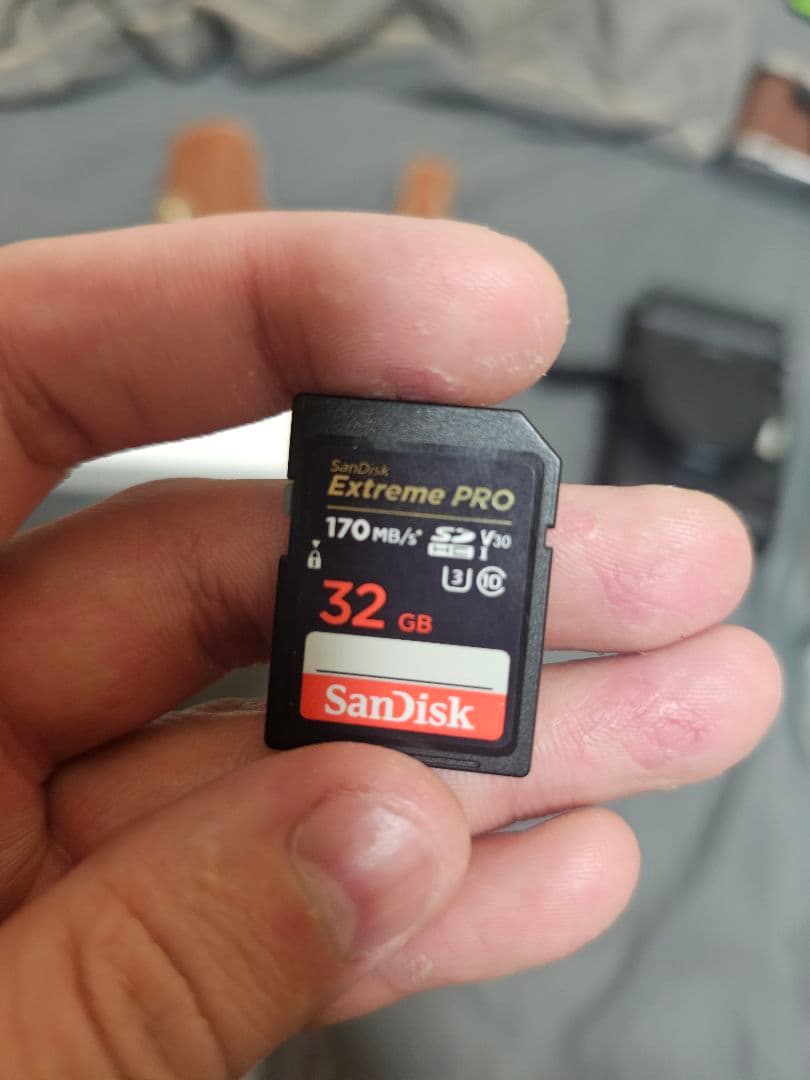 SanDisk
Extreme PRO
170 MB/s* SD HC I V30
3 10
32 GB
SanDisk